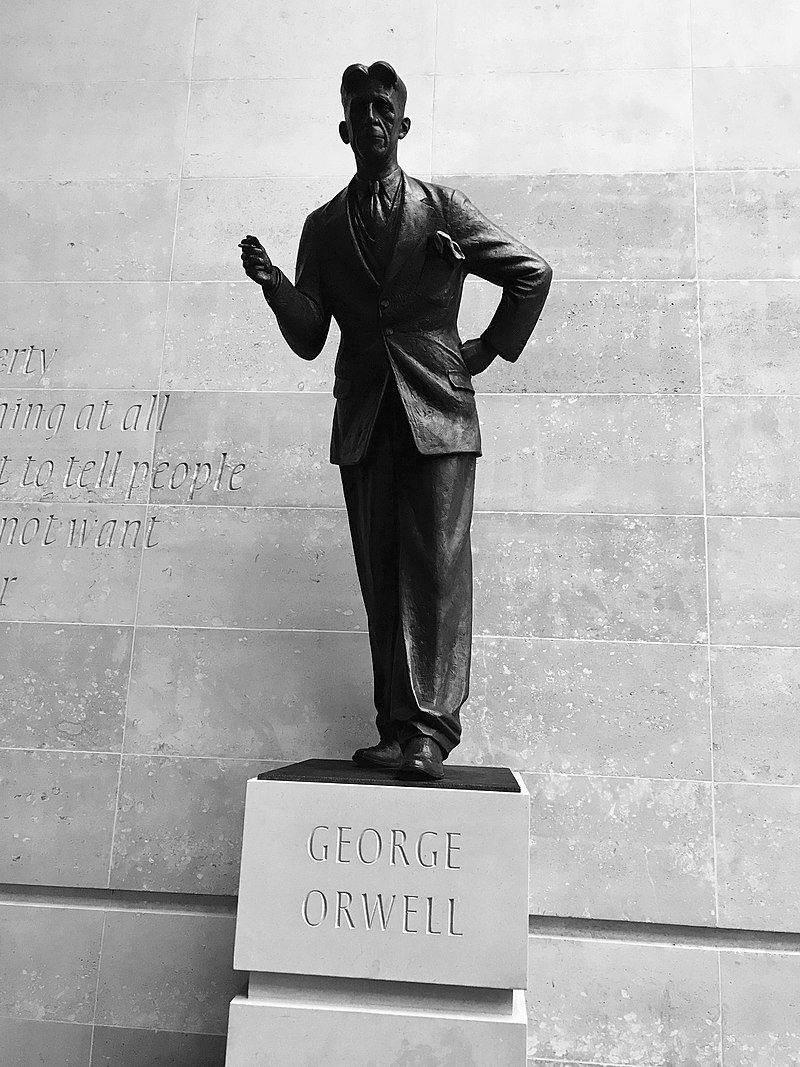 erty
ning at all
t to tell people
not want
r
GEORGE
ORWELL